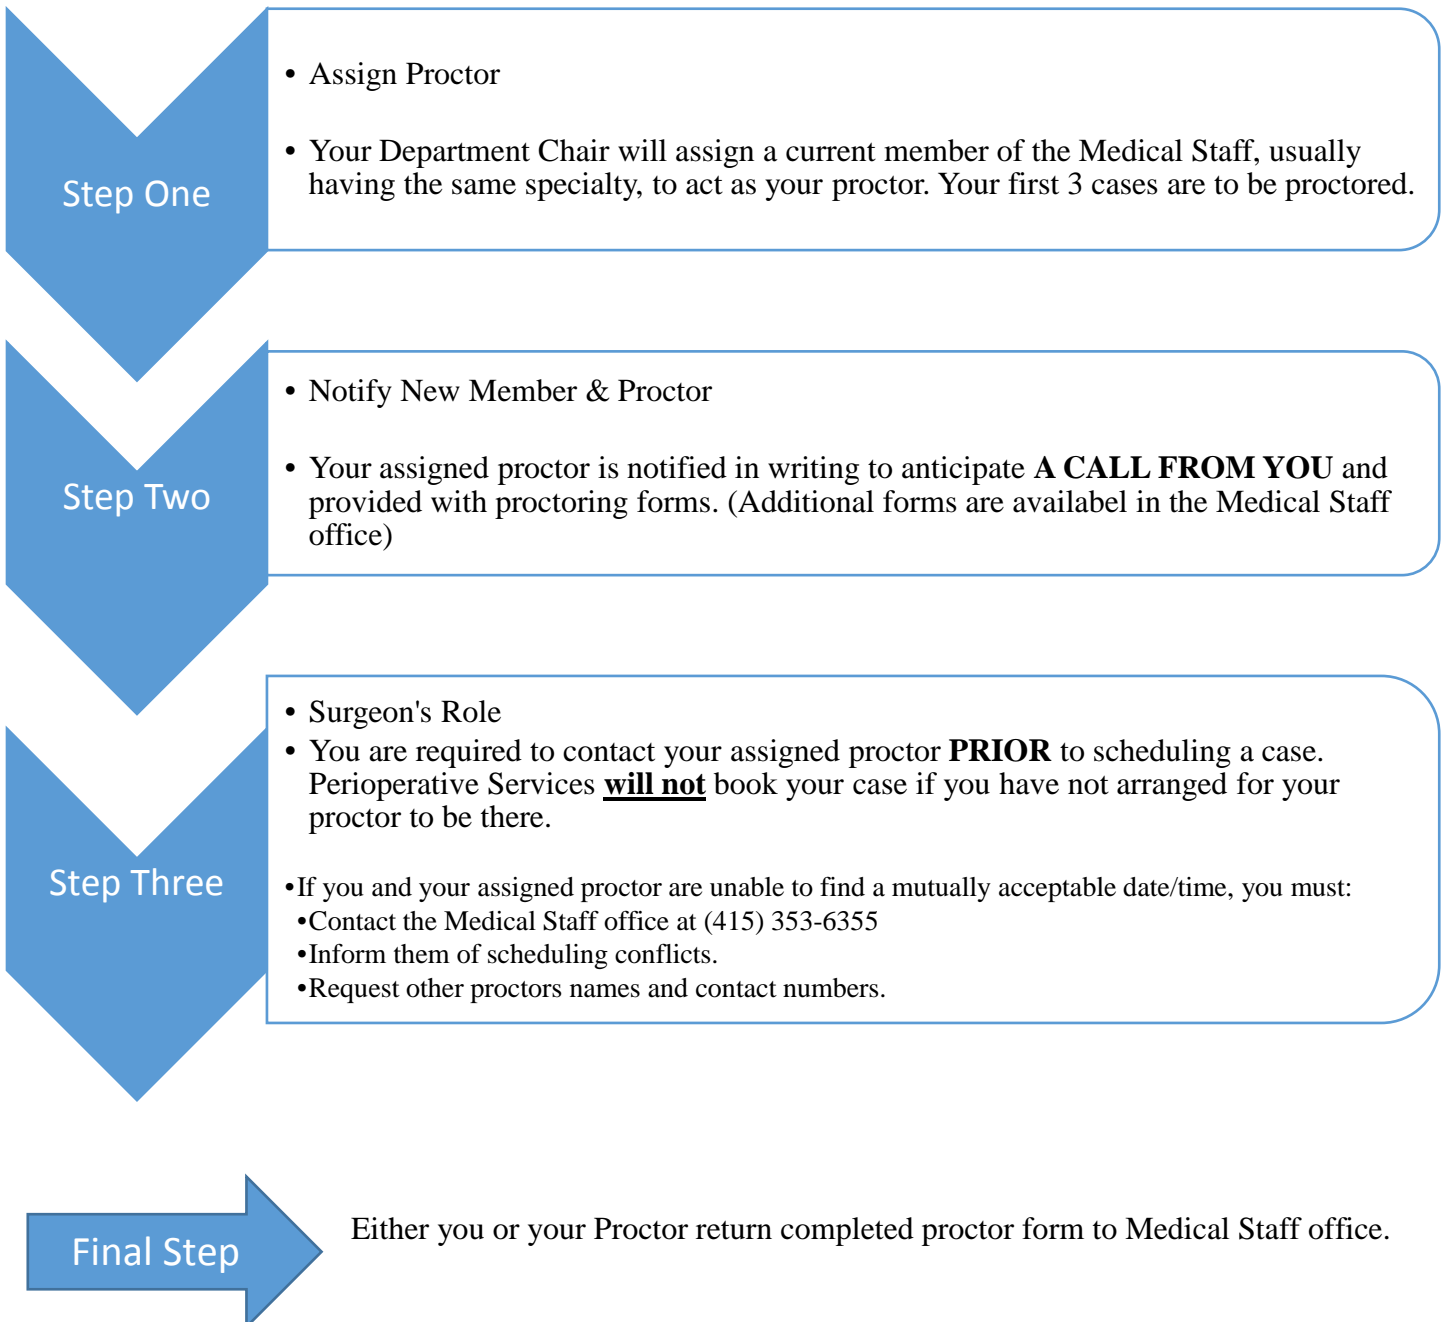 Step One
• Assign Proctor
• Your Department Chair will assign a current member of the Medical Staff, usually
having the same specialty, to act as your proctor. Your first 3 cases are to be proctored.
Step Two
• Notify New Member & Proctor
• Your assigned proctor is notified in writing to anticipate A CALL FROM YOU and
provided with proctoring forms. (Additional forms are availabel in the Medical Staff
office)
Step Three
• Surgeon's Role
• You are required to contact your assigned proctor PRIOR to scheduling a case.
Perioperative Services will not book your case if you have not arranged for your
proctor to be there.
•If you and your assigned proctor are unable to find a mutually acceptable date/time, you must:
•Contact the Medical Staff office at (415) 353-6355
•Inform them of scheduling conflicts.
•Request other proctors names and contact numbers.
Final Step
Either you or your Proctor return completed proctor form to Medical Staff office.